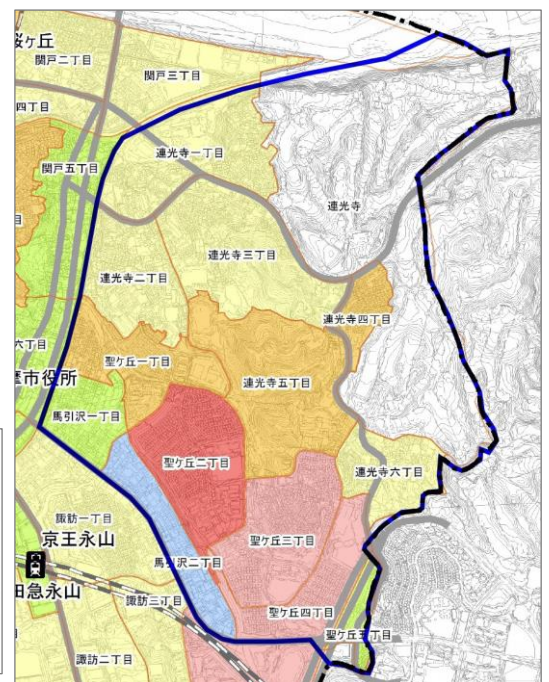 桜ヶ丘
関戸二丁目
関戸三丁目
四丁目
関戸五丁目
連光寺一丁目
連光寺
連光寺二丁目
連光寺三丁目
連光寺四丁目
六丁目
聖ケ丘一丁目
連光寺五丁目
摩市役所
馬引沢一丁目
聖ケ丘二丁目
連光寺六丁目
諏訪一丁目
京王永山
聖ケ丘三丁目
馬引沢二丁目
田急永山
諏訪三丁目
聖ケ丘四丁目
聖ケ丘五丁目
諏訪二丁目